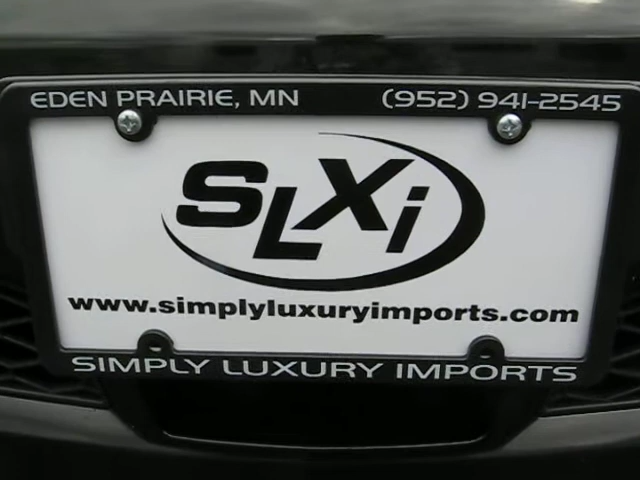 EDEN PRAIRIE, MN (952) 941-2545
SLXi
www.simplyluxuryimports.com
SIMPLY LUXURY IMPORTS